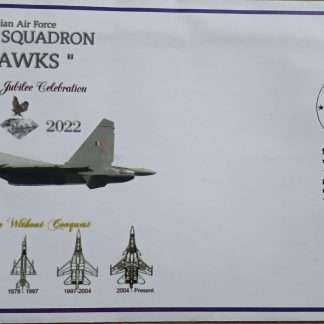 ian Air Force
SQUADRON
AWKS "
Jubilee Celebration
2022
Without Conquest
1978 - 1997
1997-2004
2004 - Present